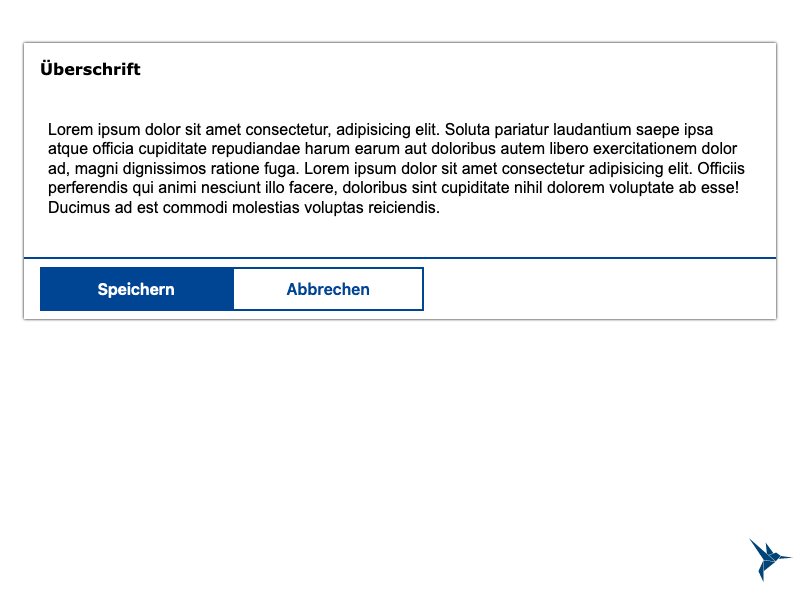 Überschrift
Lorem ipsum dolor sit amet consectetur, adipisicing elit. Soluta pariatur laudantium saepe ipsa
atque officia cupiditate repudiandae harum earum aut doloribus autem libero exercitationem dolor
ad, magni dignissimos ratione fuga. Lorem ipsum dolor sit amet consectetur adipisicing elit. Officiis
perferendis qui animi nesciunt illo facere, doloribus sint cupiditate nihil dolorem voluptate ab esse!
Ducimus ad est commodi molestias voluptas reiciendis.
Speichern Abbrechen